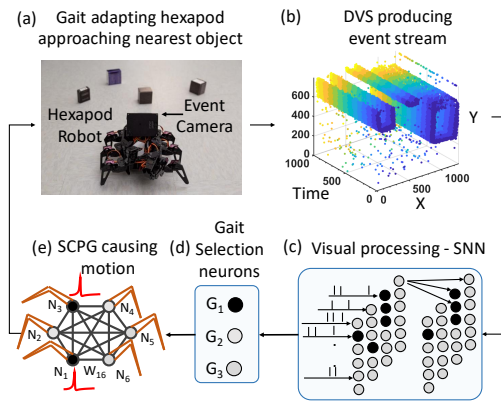 (a) Gait adapting hexapod
approaching nearest object
Hexapod
Robot
Event
Camera
(b) DVS producing
event stream
600
400
200
0
1000
500
0
0
500
1000
Time
X
Y
(c) Visual processing - SNN
(d) Gait
Selection
neurons
G1
G2
G3
(e) SCPG causing
motion
N3
N4
N2
N5
N1
W16
N6